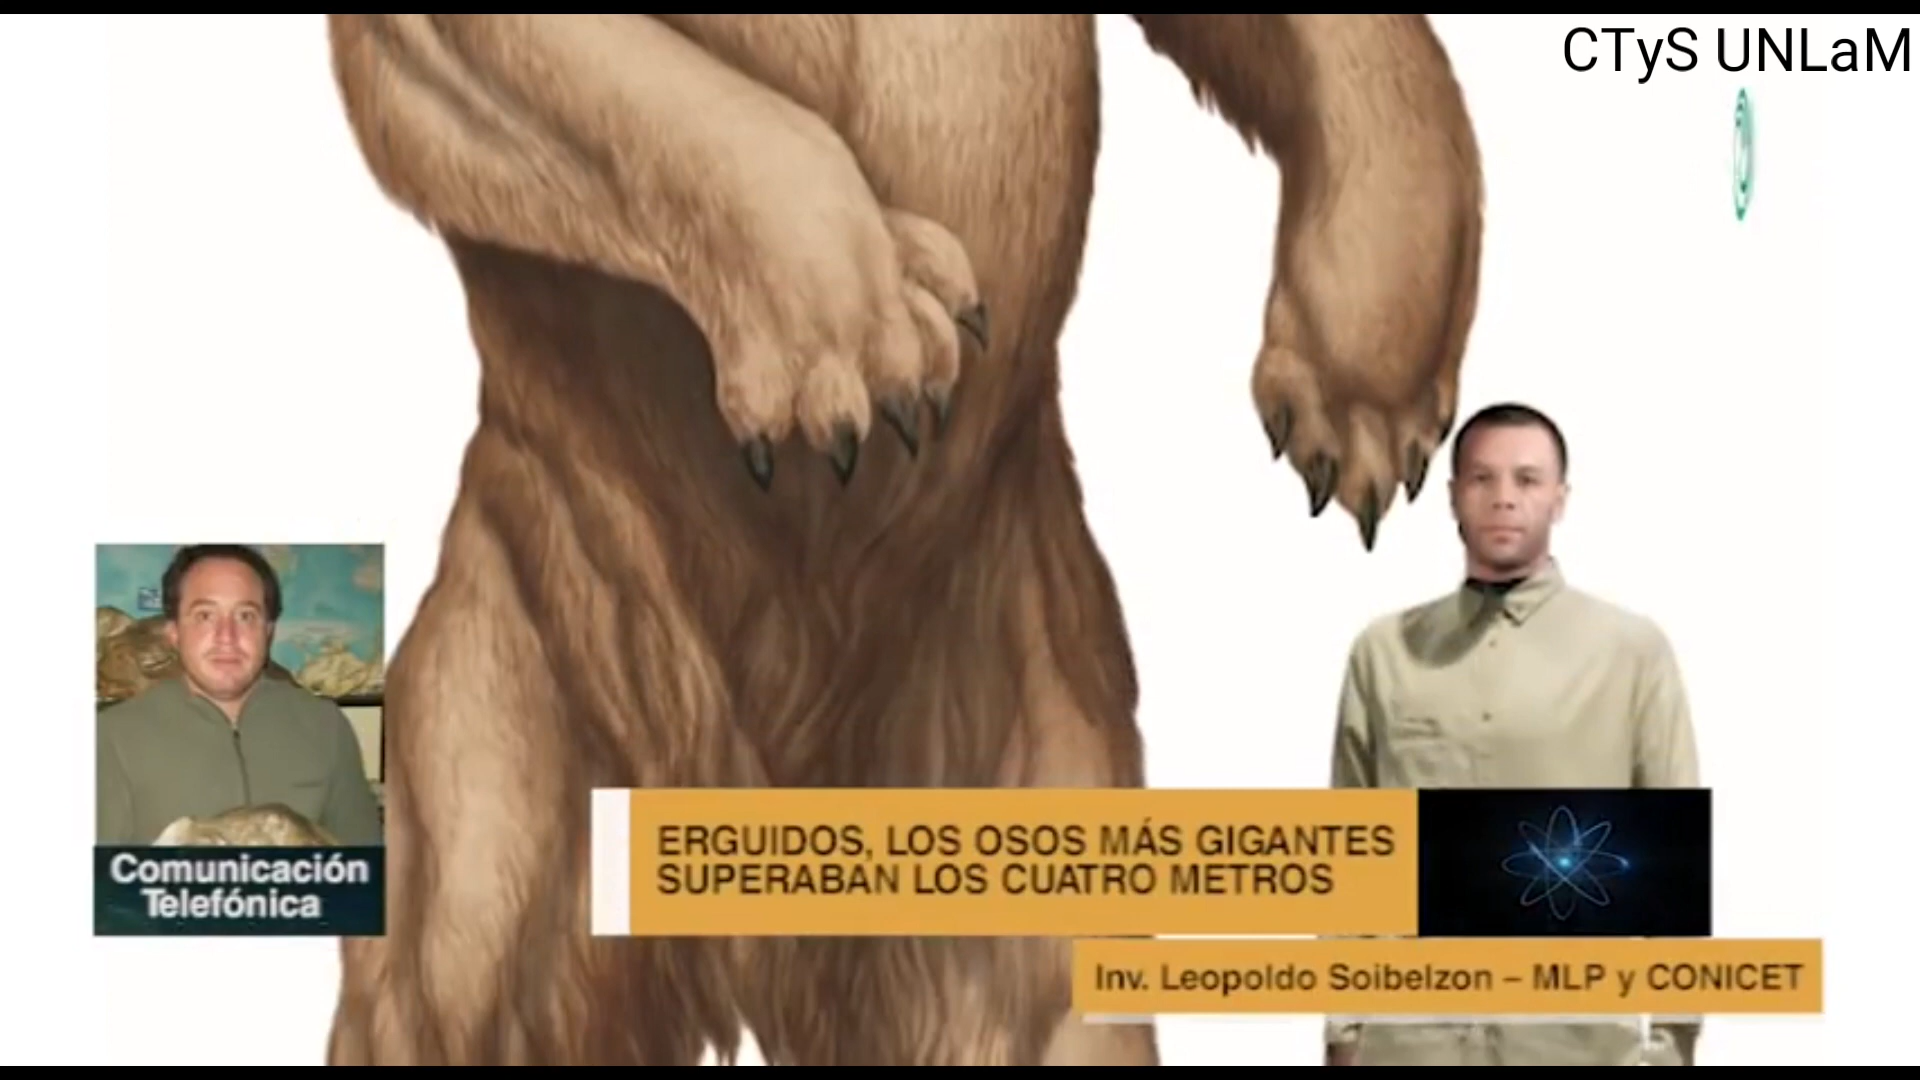 CTyS UNLaM
Comunicación
Telefónica
ERGUIDOS, LOS OSOS MÁS GIGANTES
SUPERABAN LOS CUATRO METROS
Inv. Leopoldo Soibelzon – MLP y CONICET